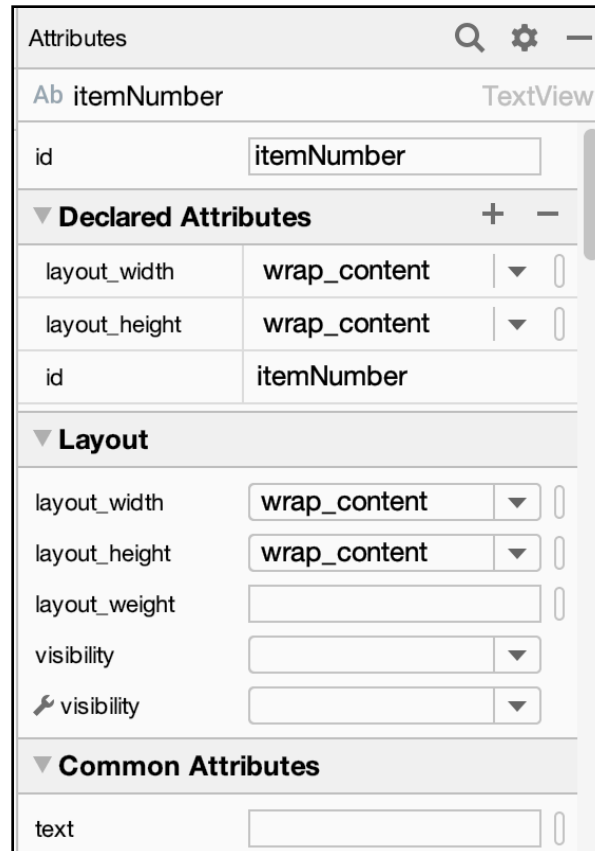 Attributes
Ab itemNumber TextView
id itemNumber
Declared Attributes
layout_width wrap_content
layout_height wrap_content
id itemNumber
Layout
layout_width wrap_content
layout_height wrap_content
layout_weight
visibility
visibility
Common Attributes
text